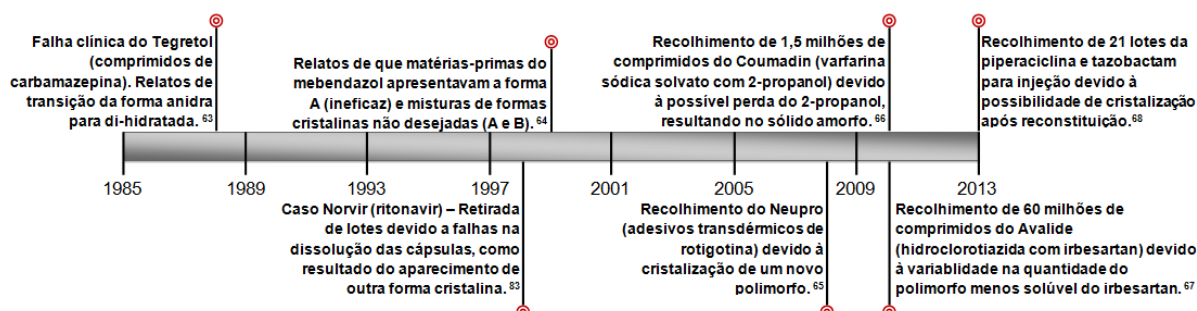 Falha clínica do Tegretol
(comprimidos de
carbamazepina). Relatos de
transição da forma anidra
para di-hidratada. 63
Relatos de que matérias-primas do
mebendazol apresentavam a forma
A (ineficaz) e misturas de formas
cristalinas não desejadas (A e B). 64
Recolhimento de 1,5 milhões de
comprimidos do Coumadin (varfarina
sódica solvato com 2-propanol) devido
à possível perda do 2-propanol,
resultando no sólido amorfo. 66
Recolhimento de 21 lotes da
piperaciclina e tazobactam
para injeção devido à
possibilidade de cristalização
após reconstituição.68
1985 1989 1993 1997 2001 2005 2009 2013
Caso Norvir (ritonavir) – Retirada
de lotes devido a falhas na
dissolução das cápsulas, como
resultado do aparecimento de
outra forma cristalina. 83
Recolhimento do Neupro
(adesivos transdérmicos de
rotigotina) devido à
cristalização de um novo
polimorfo. 65
Recolhimento de 60 milhões de
comprimidos do Avalide
(hidroclorotiazida com irbesartan) devido
à variablidade na quantidade do
polimorfo menos solúvel do irbesartan. 67